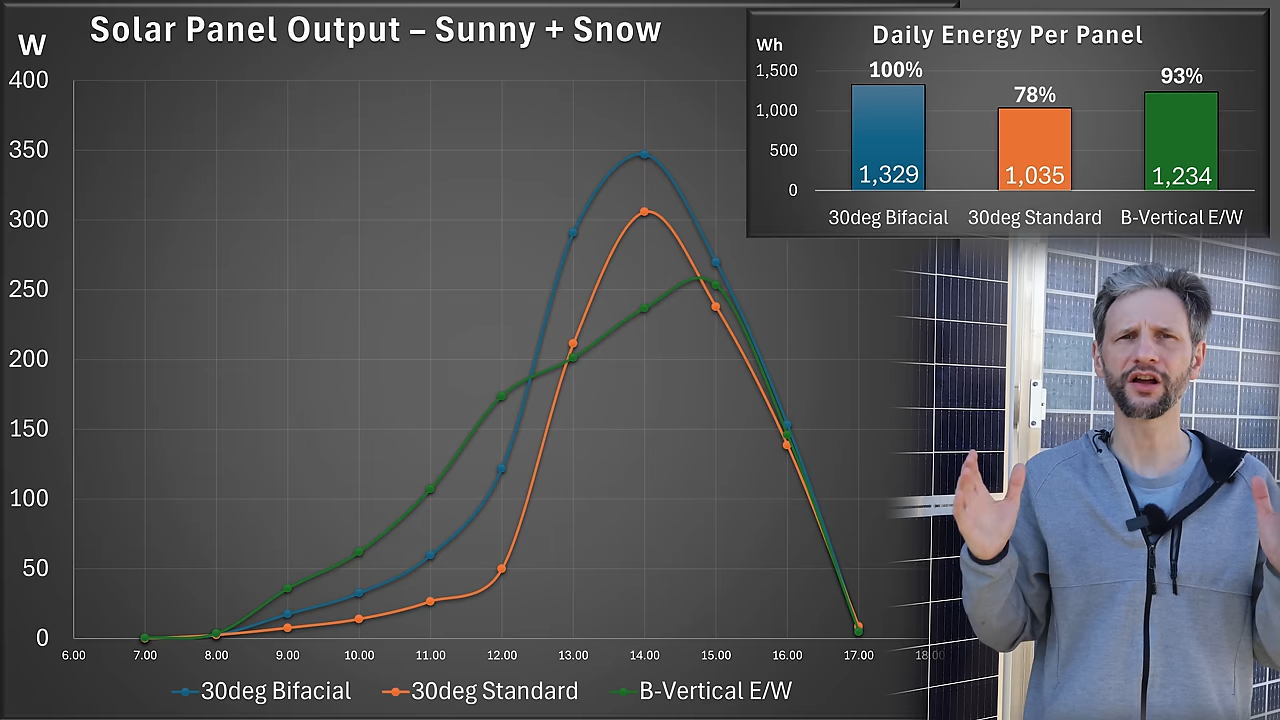 Solar Panel Output – Sunny + Snow
W
400
350
300
250
200
150
100
50
0
6.00 7.00 8.00 9.00 10.00 11.00 12.00 13.00 14.00 15.00 16.00 17.00 18.00
30deg Bifacial 30deg Standard B-Vertical E/W
Daily Energy Per Panel
Wh
1,500
1,000
500
0
100% 78% 93%
1,329 1,035 1,234
30deg Bifacial 30deg Standard B-Vertical E/W